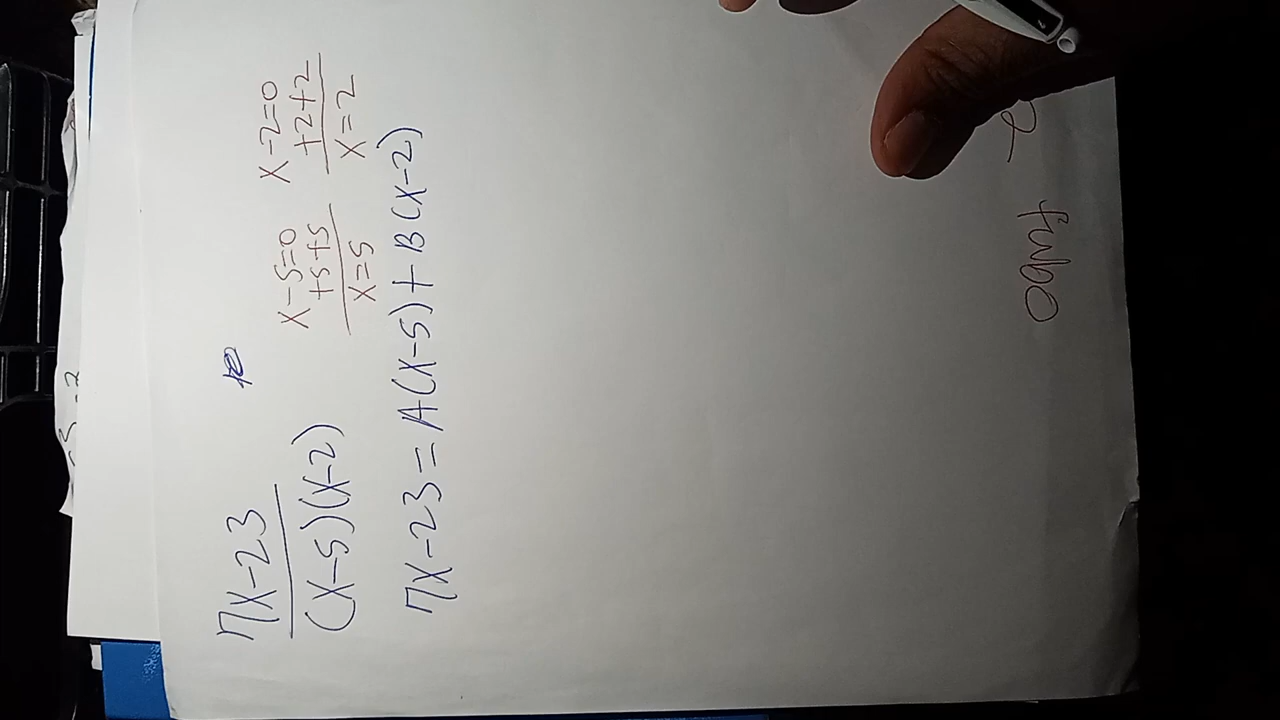 7x-23
(x-5)(x-2)
x-5=0 x-2=0
+5+5 +2+2
x=5 x=2
7x-23=A(x-5)+B(x-2)